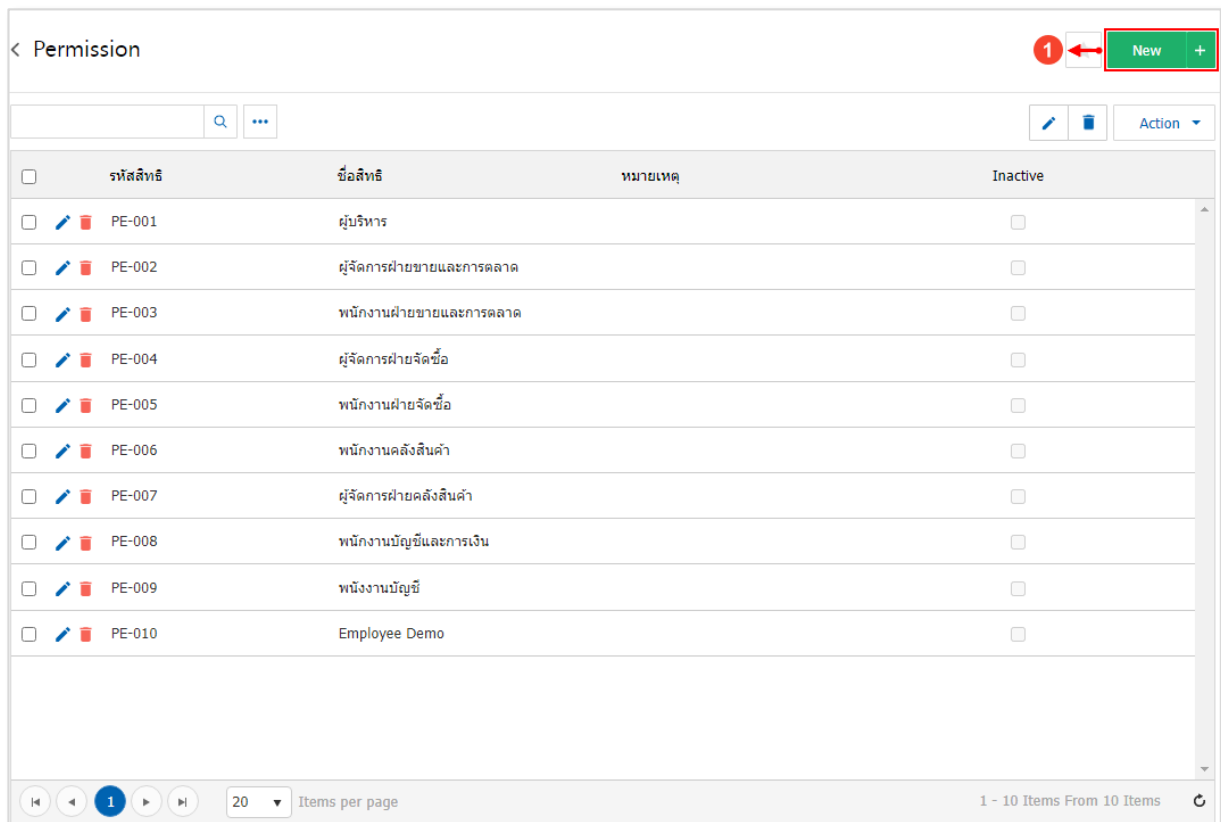 Permission
1
New +
Action
รหัสสิทธิ ชื่อสิทธิ หมายเหตุ Inactive
PE-001 ผู้บริหาร
PE-002 ผู้จัดการฝ่ายขายและการตลาด
PE-003 พนักงานฝ่ายขายและการตลาด
PE-004 ผู้จัดการฝ่ายจัดซื้อ
PE-005 พนักงานฝ่ายจัดซื้อ
PE-006 พนักงานคลังสินค้า
PE-007 ผู้จัดการฝ่ายคลังสินค้า
PE-008 พนักงานบัญชีและการเงิน
PE-009 พนังงานบัญชี
PE-010 Employee Demo
1 20 Items per page 1 - 10 Items From 10 Items